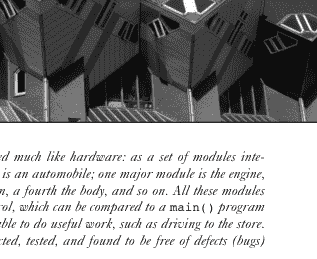 ed much like hardware: as a set of modules inte-
is an automobile; one major module is the engine,
n, a fourth the body, and so on. All these modules
rol, which can be compared to a main() program
ble to do useful work, such as driving to the store.
cted, tested, and found to be free of defects (bugs)